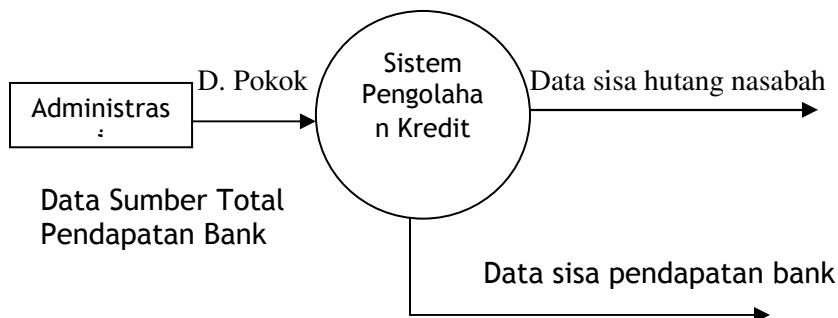 Sistem
Pengolaha
n Kredit
D. Pokok
Data sisa hutang nasabah
Administras
Data Sumber Total
Pendapatan Bank
Data sisa pendapatan bank